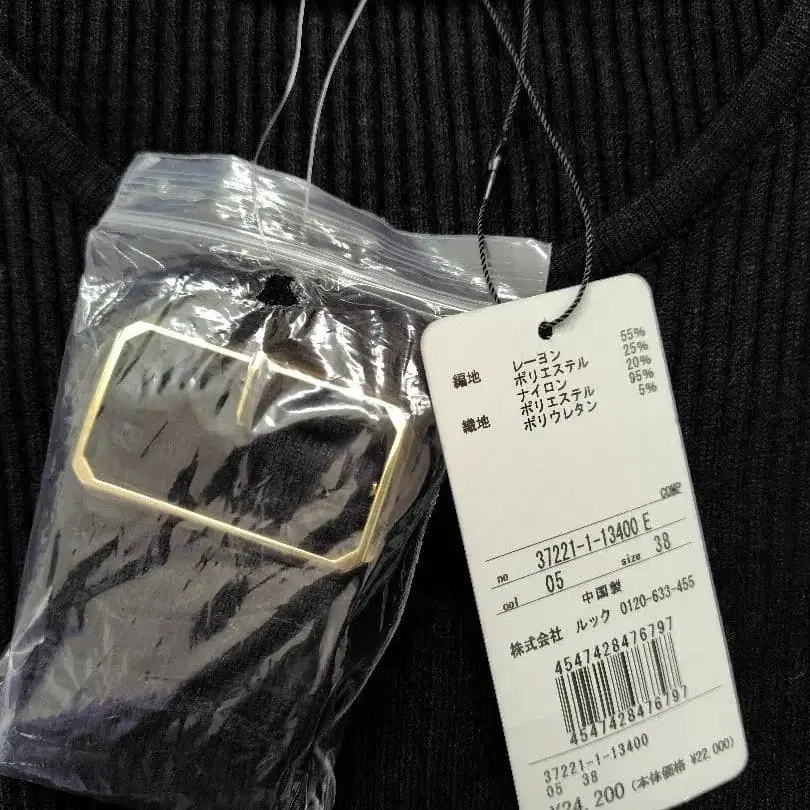 編地 レーヨン 55%
ポリエステル 25%
ナイロン 20%
織地 ポリエステル 95%
ポリウレタン 5%
COMP
no 37221-1-13400 E
col 05 size 38
中国製
株式会社 ルック 0120-633-455
4547428476797
4547428476797
37221-1-13400
05 38
¥24,200(本体価格 ¥22,000)